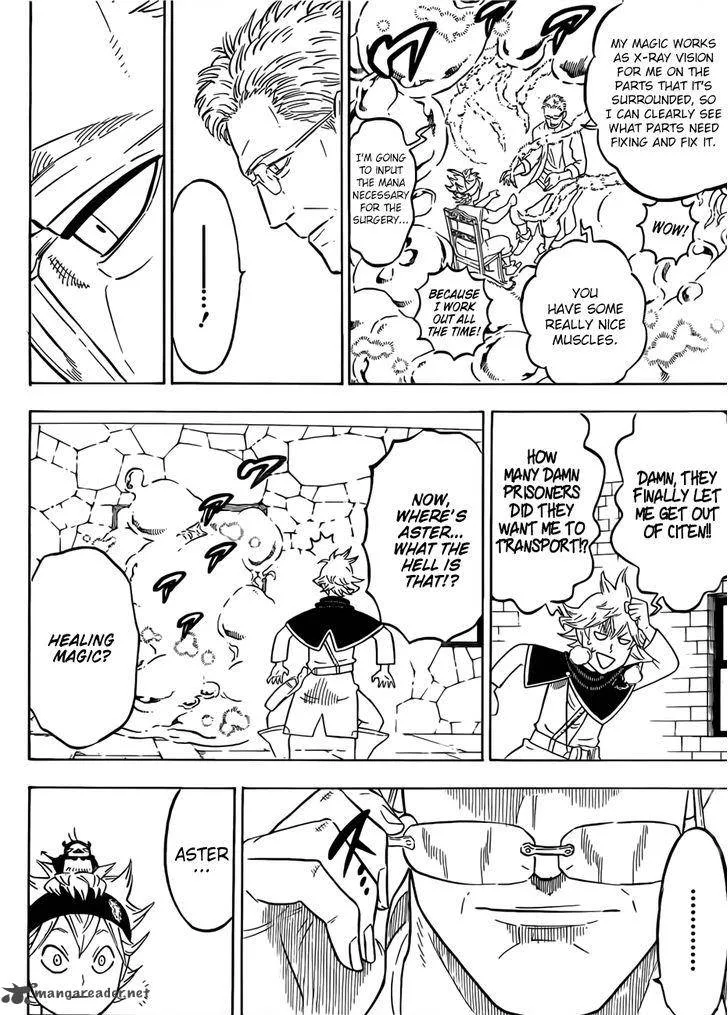 MY MAGIC WORKS
AS X-RAY VISION
FOR ME ON THE
PARTS THAT IT'S
SURROUNDED, SO
I CAN CLEARLY SEE
WHAT PARTS NEED
FIXING AND FIX IT.
I'M GOING
TO INPUT
THE MANA
NECESSARY
FOR THE
SURGERY...
WOW!
YOU
HAVE SOME
REALLY NICE
MUSCLES.
BECAUSE
I WORK
OUT ALL
THE TIME!
.......!
DAMN, THEY
FINALLY LET
ME GET OUT
OF CITEN!!
HOW
MANY DAMN
PRISONERS
DID THEY
WANT ME TO
TRANSPORT!?
NOW,
WHERE'S
ASTER...
WHAT THE
HELL IS
THAT!?
HEALING
MAGIC?
.........
ASTER
...
mangareader.net